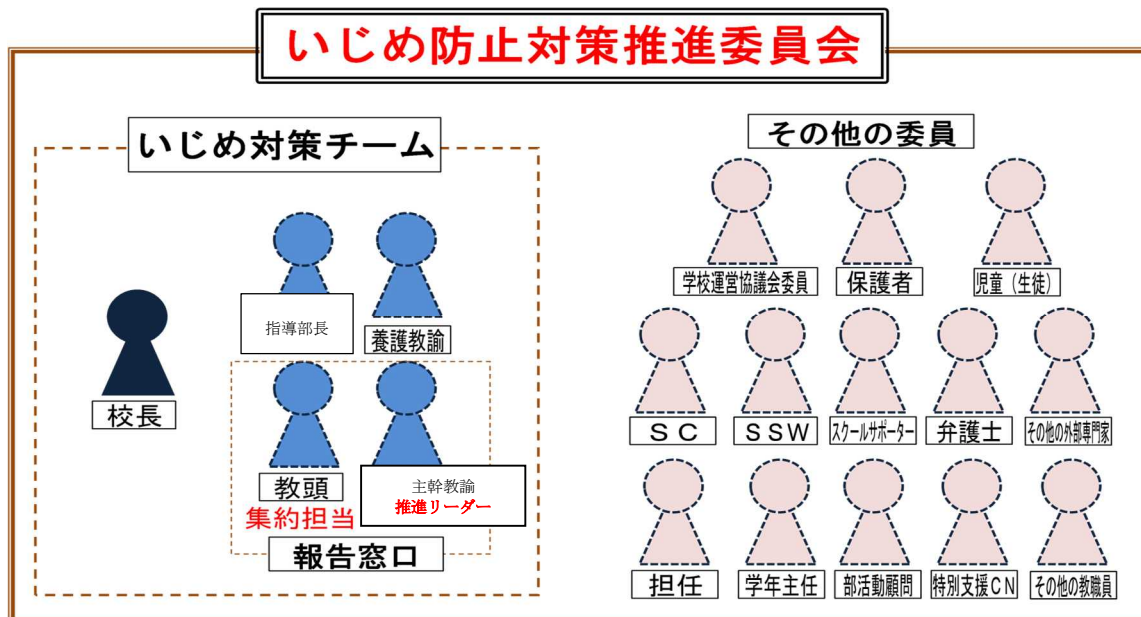 いじめ防止対策推進委員会
いじめ対策チーム
校長
指導部長
養護教諭
教頭
集約担当
主幹教諭
推進リーダー
報告窓口
その他の委員
学校運営協議会委員
保護者
児童（生徒）
ＳＣ
ＳＳＷ
スクールサポーター
弁護士
その他の外部専門家
担任
学年主任
部活動顧問
特別支援ＣＮ
その他の教職員